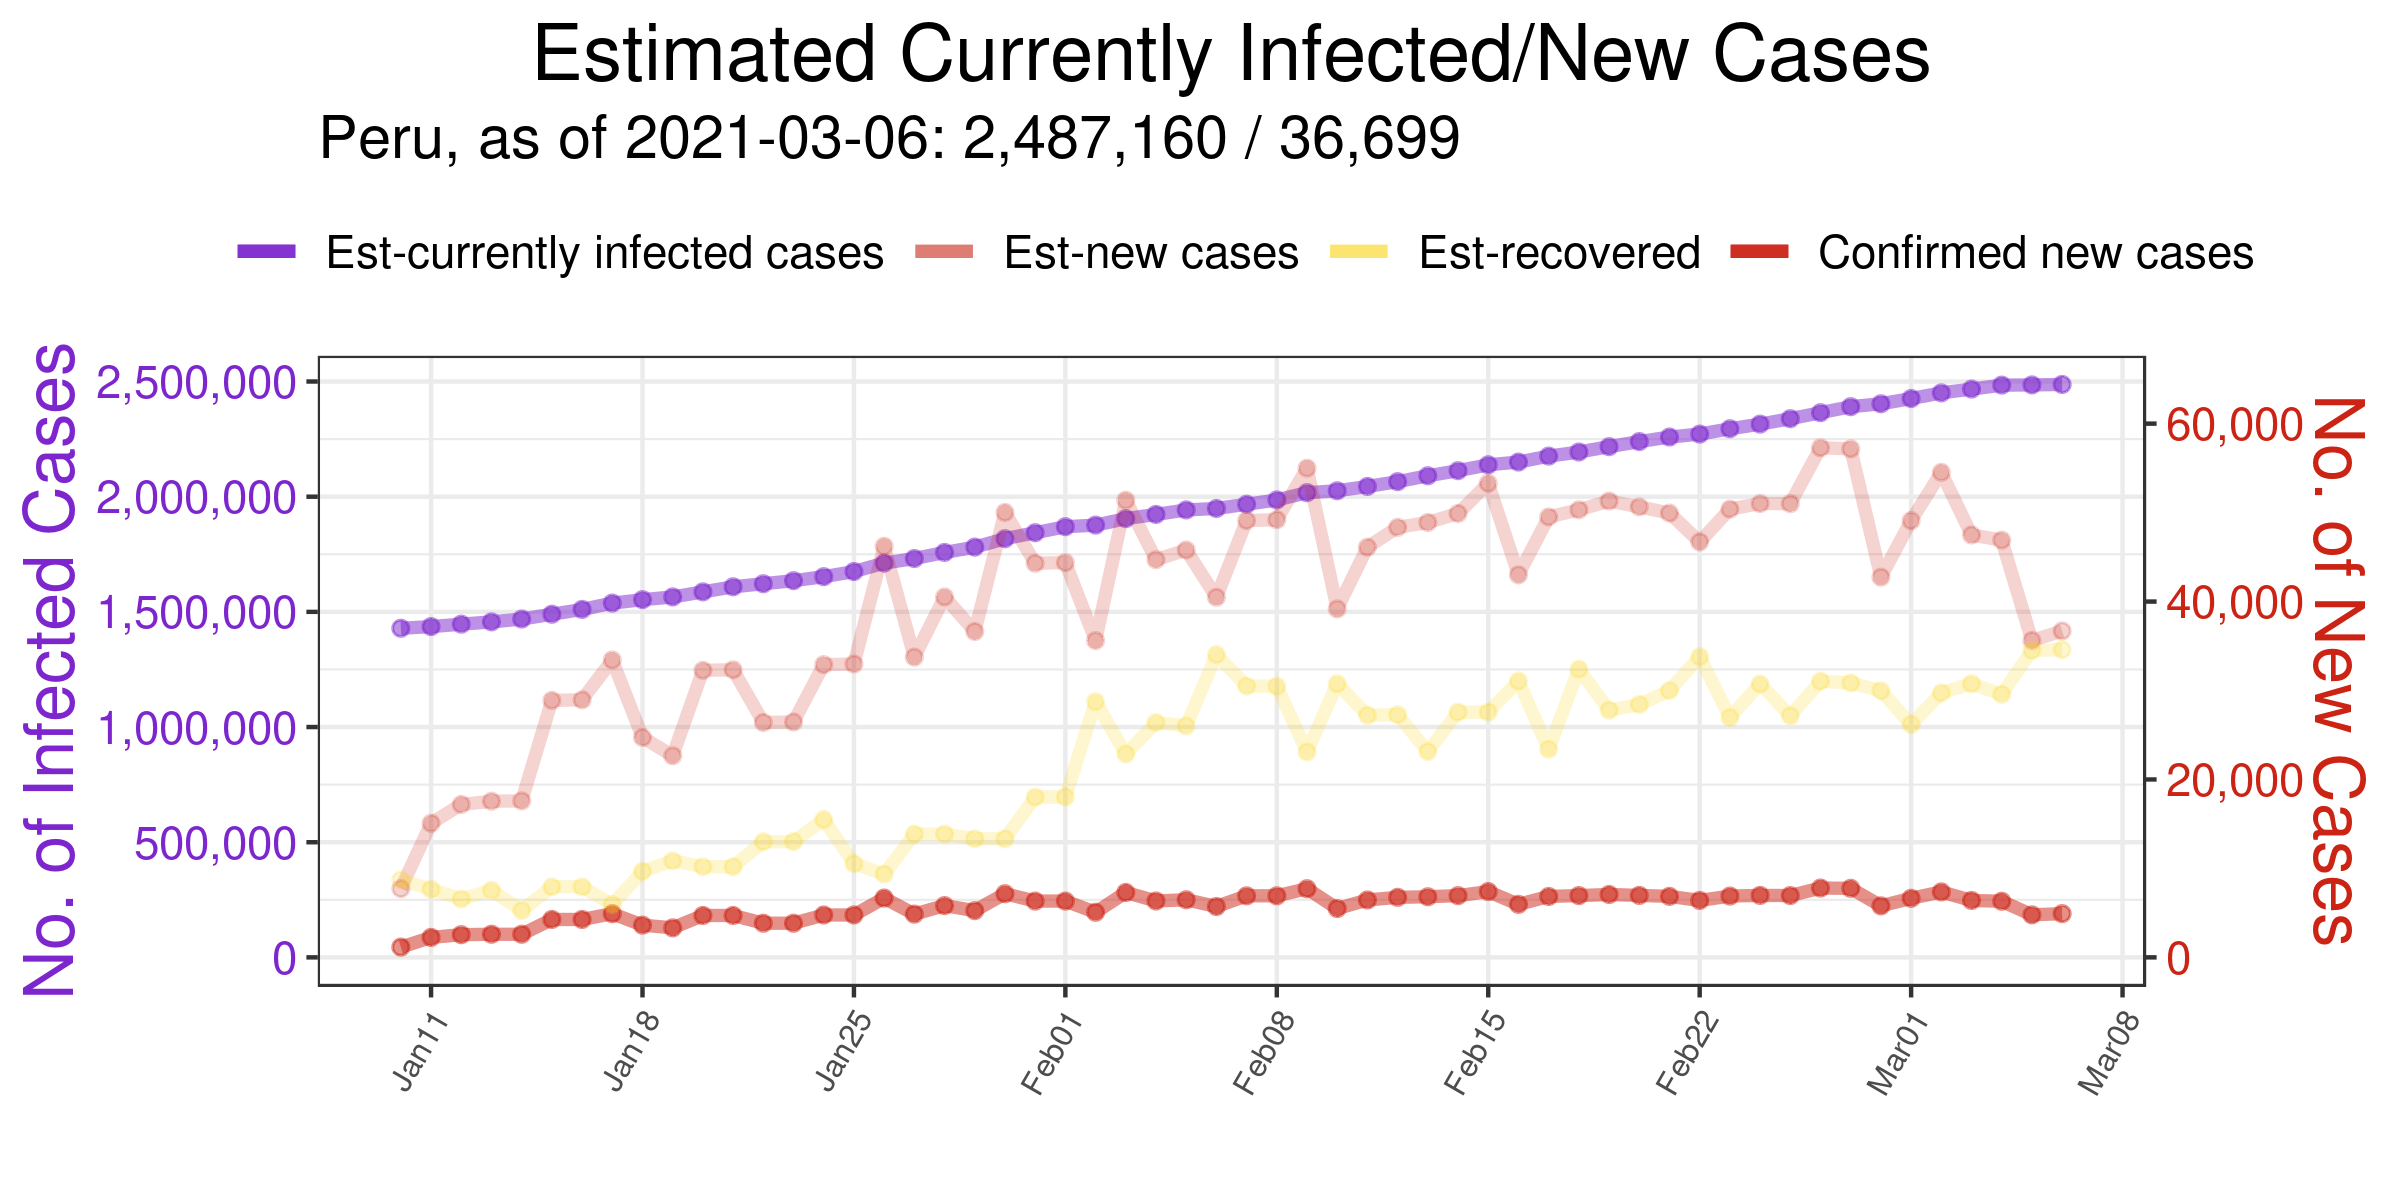 Estimated Currently Infected/New Cases
Peru, as of 2021-03-06: 2,487,160 / 36,699
Est-currently infected cases Est-new cases Est-recovered Confirmed new cases
No. of Infected Cases
2,500,000
2,000,000
1,500,000
1,000,000
500,000
0
60,000
40,000
20,000
0
No. of New Cases
Jan11 Jan18 Jan25 Feb01 Feb08 Feb15 Feb22 Mar01 Mar08